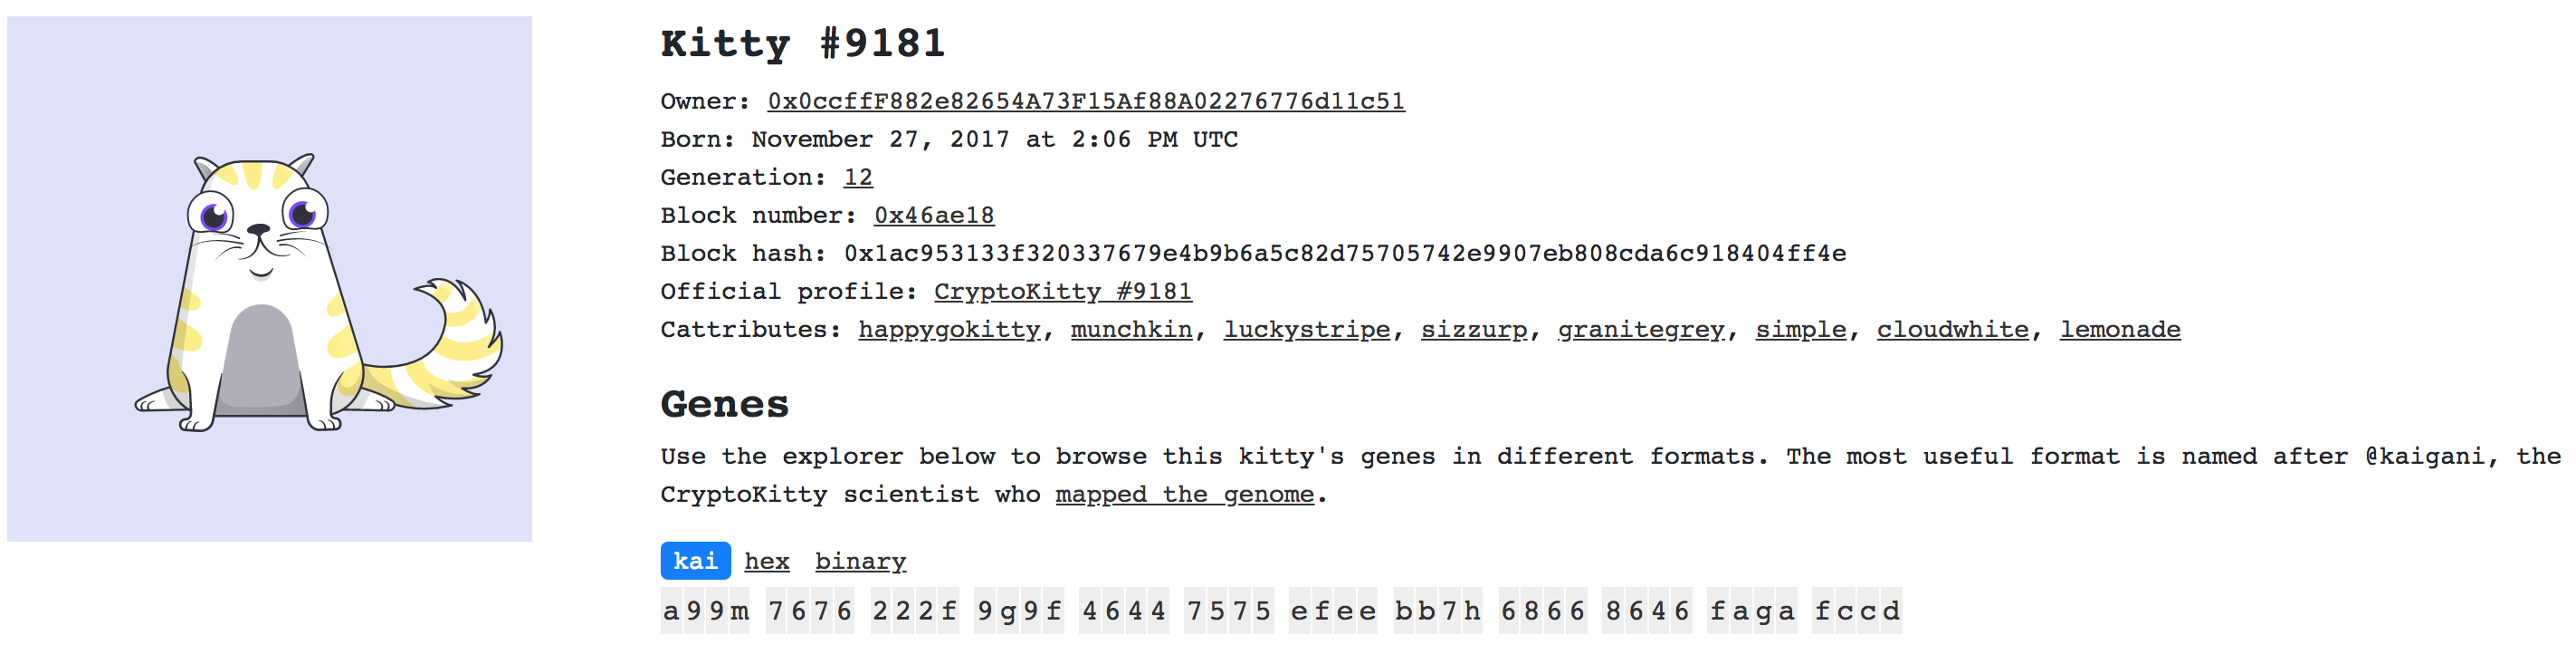 Kitty #9181
Owner: 0x0ccffF882e82654A73F15Af88A02276776d11c51
Born: November 27, 2017 at 2:06 PM UTC
Generation: 12
Block number: 0x46ae18
Block hash: 0x1ac953133f320337679e4b9b6a5c82d75705742e9907eb808cda6c918404ff4e
Official profile: CryptoKitty #9181
Cattributes: happygokitty, munchkin, luckystripe, sizzurp, granitegrey, simple, cloudwhite, lemonade
Genes
Use the explorer below to browse this kitty's genes in different formats. The most useful format is named after @kaigani, the
CryptoKitty scientist who mapped the genome.
kai hex binary
a99m 7676 222f 9g9f 4644 7575 efee bb7h 6866 8646 faga fccd